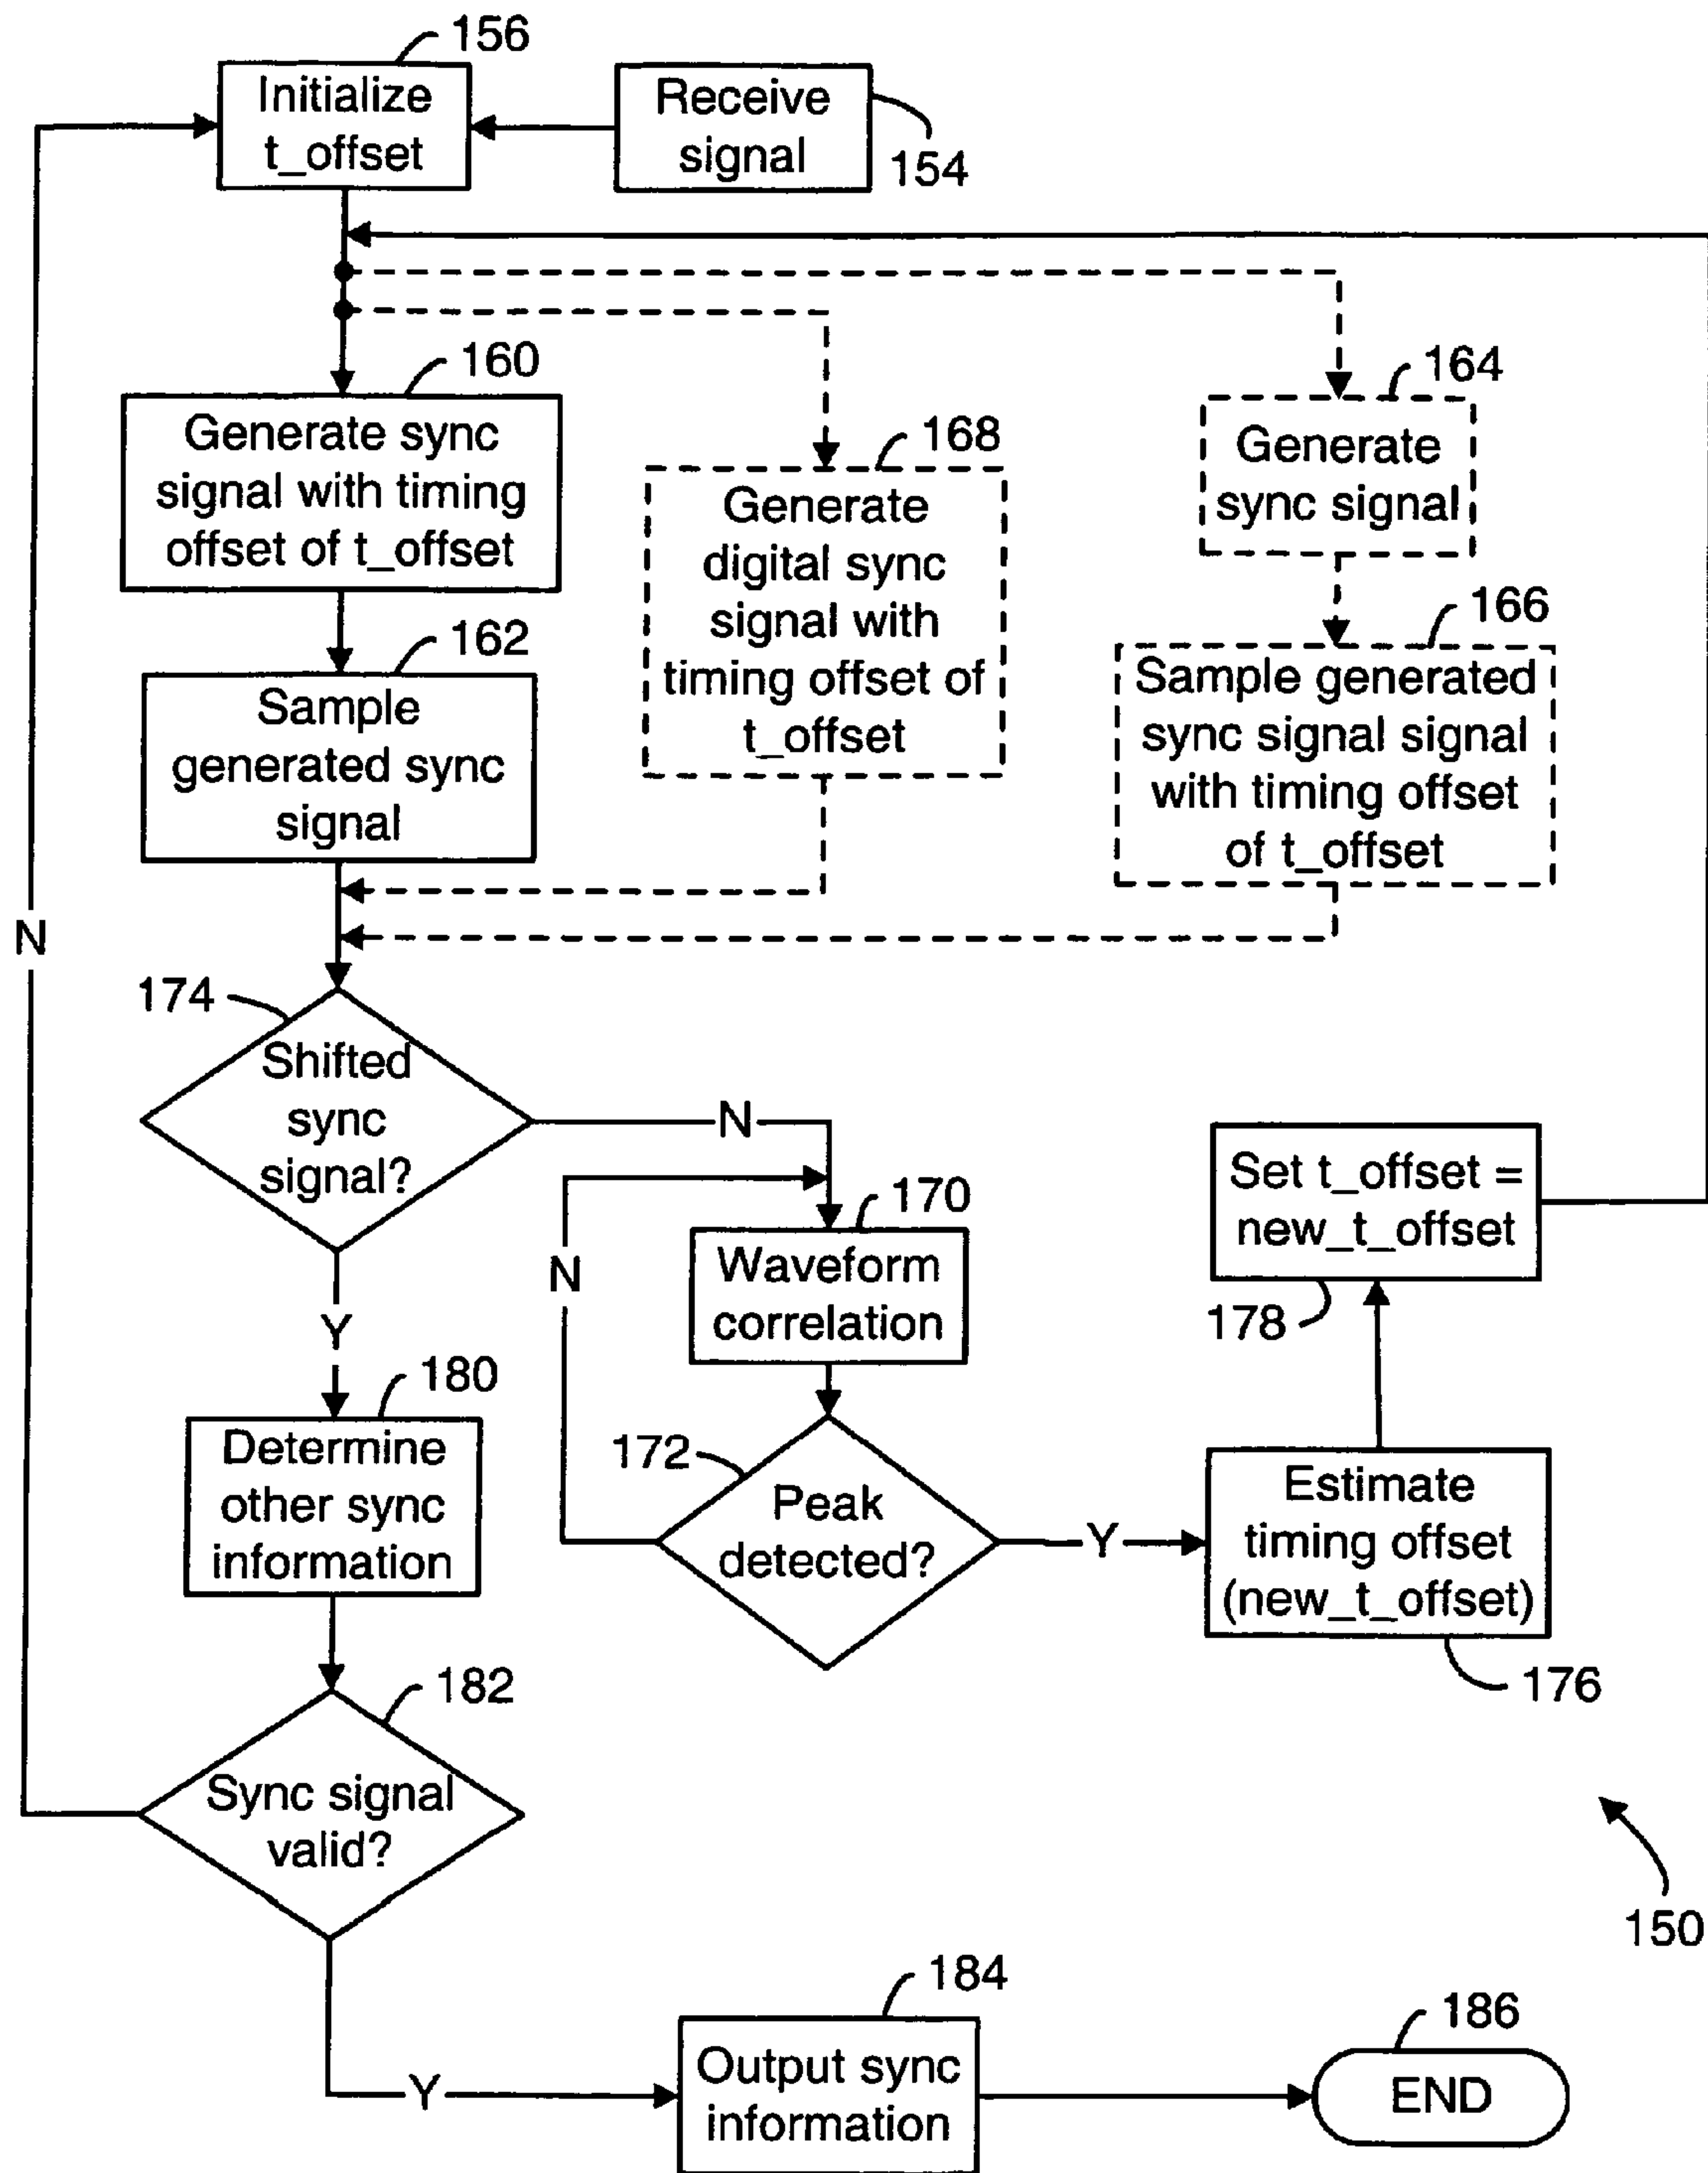 156
Initialize
t_offset
Receive
signal
154
160
Generate sync
signal with timing
offset of t_offset
168
Generate
digital sync
signal with
timing offset of
t_offset
164
Generate
sync signal
166
Sample generated
sync signal signal
with timing offset
of t_offset
162
Sample
generated sync
signal
N
174
Shifted
sync
signal?
N
Y
170
Waveform
correlation
N
172
Peak
detected?
Y
Set t_offset =
new_t_offset
178
Estimate
timing offset
(new_t_offset)
176
180
Determine
other sync
information
182
Sync signal
valid?
Y
184
Output sync
information
186
END
150